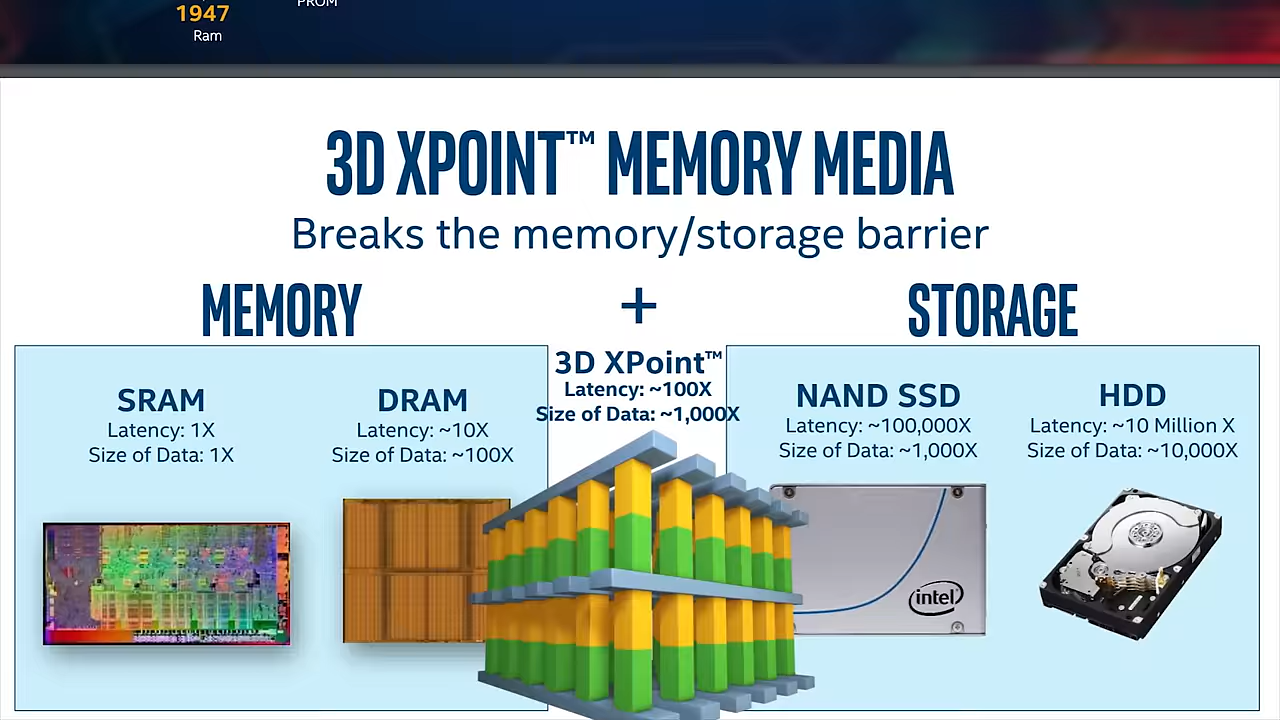 PROM
1947
Ram
3D XPOINT™ MEMORY MEDIA
Breaks the memory/storage barrier
MEMORY
+
STORAGE
3D XPoint™
Latency: ~100X
Size of Data: ~1,000X
SRAM
Latency: 1X
Size of Data: 1X
DRAM
Latency: ~10X
Size of Data: ~100X
NAND SSD
Latency: ~100,000X
Size of Data: ~1,000X
HDD
Latency: ~10 Million X
Size of Data: ~10,000X
intel